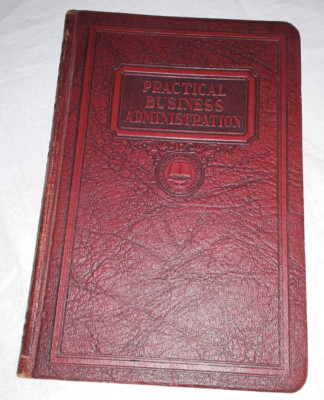 PRACTICAL
BUSINESS
ADMINISTRATION